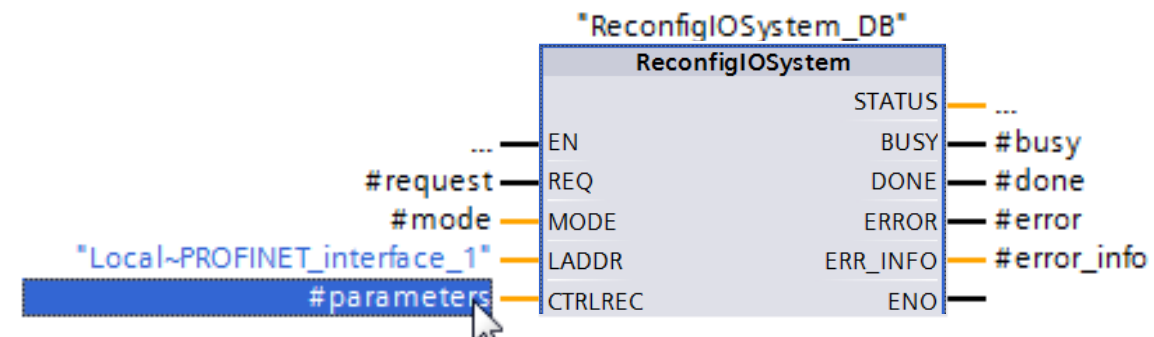 "ReconfigIOSystem_DB"
ReconfigIOSystem
STATUS ...
... EN BUSY #busy
#request REQ DONE #done
#mode MODE ERROR #error
"Local~PROFINET_interface_1" LADDR ERR_INFO #error_info
#parameters CTRLREC ENO